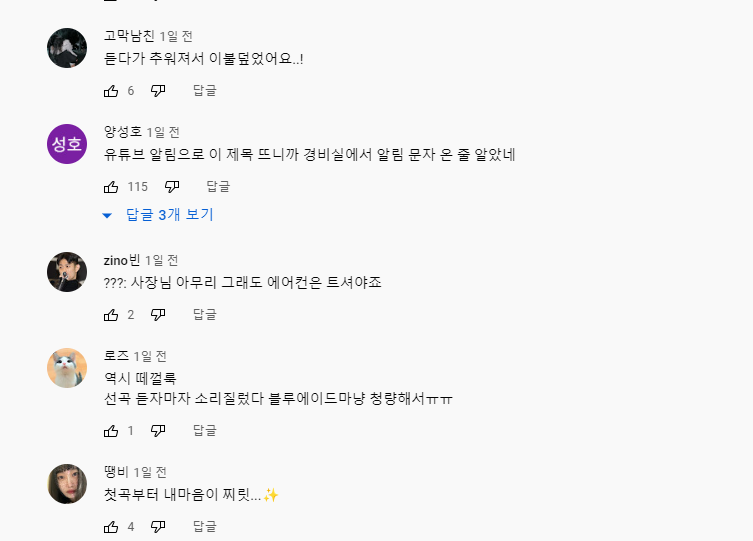 고막남친 1일 전
듣다가 추워져서 이불덮었어요..!
6 답글
성호
양성호 1일 전
유튜브 알림으로 이 제목 뜨니까 경비실에서 알림 문자 온 줄 알았네
115 답글
답글 3개 보기
zino빈 1일 전
???: 사장님 아무리 그래도 에어컨은 트셔야죠
2 답글
로즈 1일 전
역시 떼껄룩
선곡 듣자마자 소리질렀다 블루에이드마냥 청량해서ㅠㅠ
1 답글
땡비 1일 전
첫곡부터 내마음이 찌릿...✨
4 답글